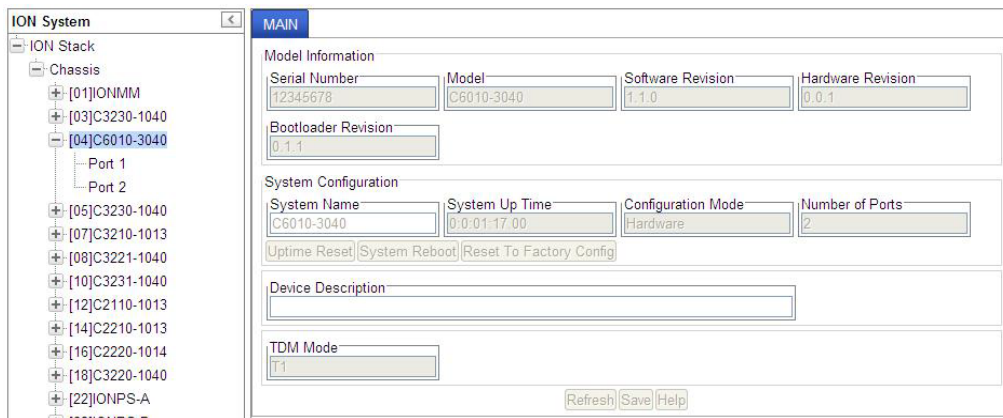 ION System
<
ION Stack
Chassis
[01]IONMM
[03]C3230-1040
[04]C6010-3040
Port 1
Port 2
[05]C3230-1040
[07]C3210-1013
[08]C3221-1040
[10]C3231-1040
[12]C2110-1013
[14]C2210-1013
[16]C2220-1014
[18]C3220-1040
[22]IONPS-A
MAIN
Model Information
Serial Number Model Software Revision Hardware Revision
12345678 C6010-3040 1.1.0 0.0.1
Bootloader Revision
0.1.1
System Configuration
System Name System Up Time Configuration Mode Number of Ports
C6010-3040 0:0:01:17.00 Hardware 2
Uptime Reset System Reboot Reset To Factory Config
Device Description
TDM Mode
T1
Refresh Save Help